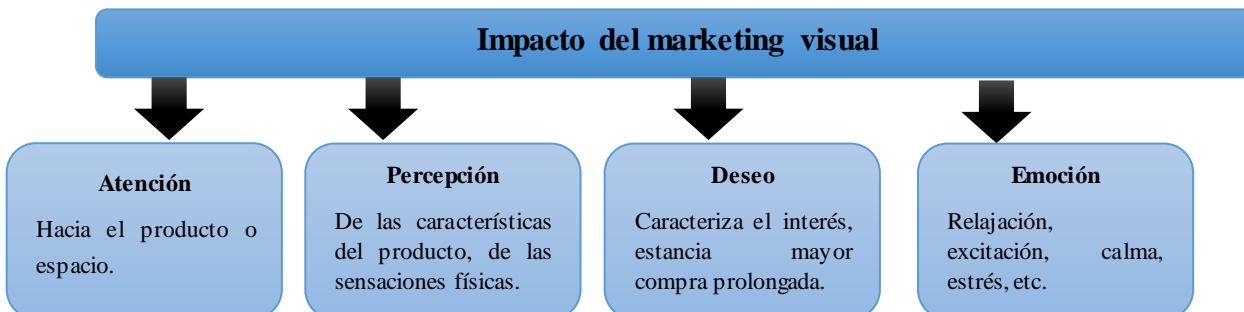 Impacto del marketing visual
Atención
Hacia el producto o
espacio.
Percepción
De las características
del producto, de las
sensaciones físicas.
Deseo
Caracteriza el interés,
estancia mayor
compra prolongada.
Emoción
Relajación,
excitación, calma,
estrés, etc.